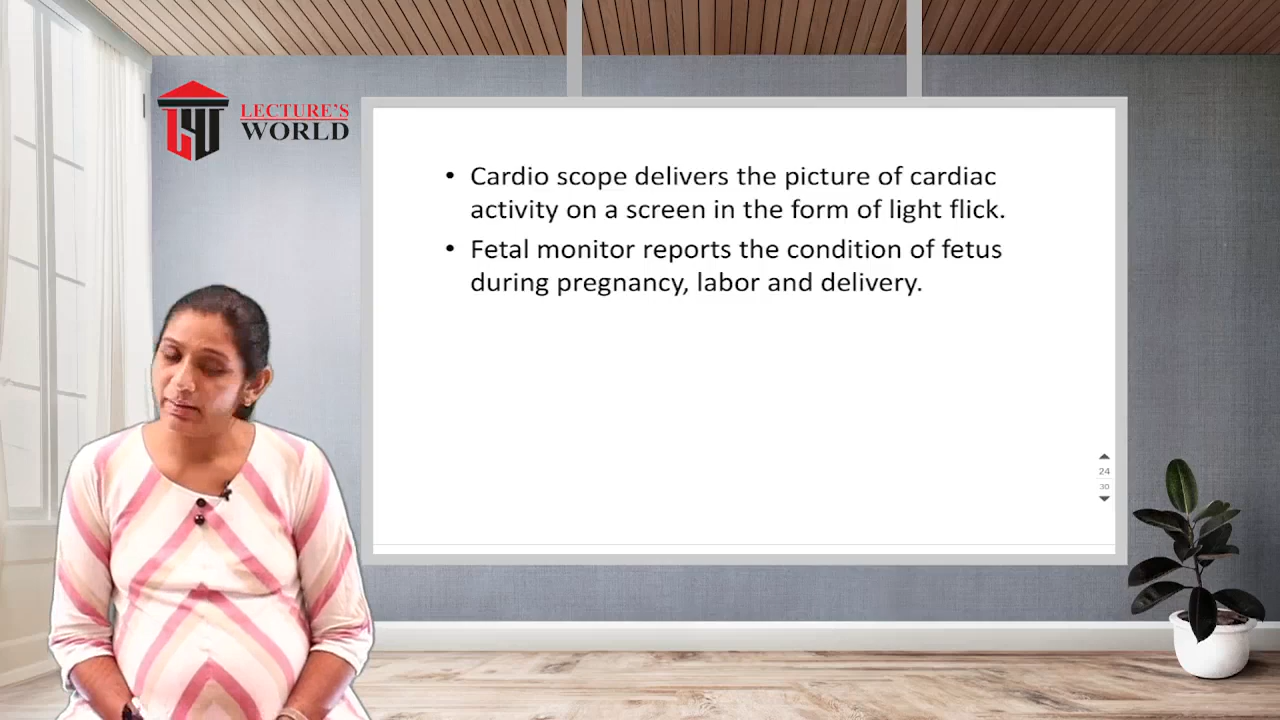 LECTURE'S
WORLD
• Cardio scope delivers the picture of cardiac
activity on a screen in the form of light flick.
• Fetal monitor reports the condition of fetus
during pregnancy, labor and delivery.
24
30